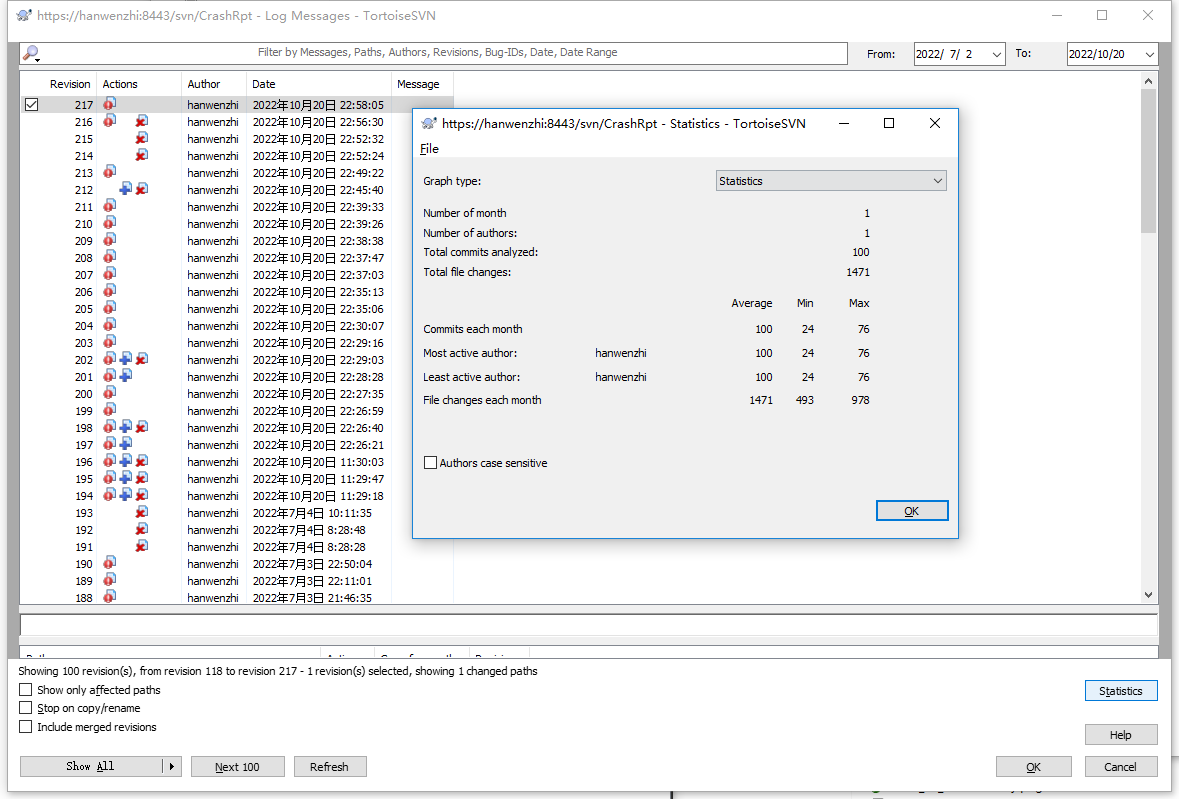 https://hanwenzhi:8443/svn/CrashRpt - Log Messages - TortoiseSVN
Filter by Messages, Paths, Authors, Revisions, Bug-IDs, Date, Date Range
From: 2022/ 7/ 2 To: 2022/10/20
Revision Actions Author Date Message
217 hanwenzhi 2022年10月20日 22:58:05
216 hanwenzhi 2022年10月20日 22:56:30
215 hanwenzhi 2022年10月20日 22:52:32
214 hanwenzhi 2022年10月20日 22:52:24
213 hanwenzhi 2022年10月20日 22:49:22
212 hanwenzhi 2022年10月20日 22:45:40
211 hanwenzhi 2022年10月20日 22:39:33
210 hanwenzhi 2022年10月20日 22:39:26
209 hanwenzhi 2022年10月20日 22:38:38
208 hanwenzhi 2022年10月20日 22:37:47
207 hanwenzhi 2022年10月20日 22:37:03
206 hanwenzhi 2022年10月20日 22:35:13
205 hanwenzhi 2022年10月20日 22:35:06
204 hanwenzhi 2022年10月20日 22:30:07
203 hanwenzhi 2022年10月20日 22:29:16
202 hanwenzhi 2022年10月20日 22:29:03
201 hanwenzhi 2022年10月20日 22:28:28
200 hanwenzhi 2022年10月20日 22:27:35
199 hanwenzhi 2022年10月20日 22:26:59
198 hanwenzhi 2022年10月20日 22:26:40
197 hanwenzhi 2022年10月20日 22:26:21
196 hanwenzhi 2022年10月20日 11:30:03
195 hanwenzhi 2022年10月20日 11:29:47
194 hanwenzhi 2022年10月20日 11:29:18
193 hanwenzhi 2022年7月4日 10:11:35
192 hanwenzhi 2022年7月4日 8:28:48
191 hanwenzhi 2022年7月4日 8:28:28
190 hanwenzhi 2022年7月3日 22:50:04
189 hanwenzhi 2022年7月3日 22:11:01
188 hanwenzhi 2022年7月3日 21:46:35
https://hanwenzhi:8443/svn/CrashRpt - Statistics - TortoiseSVN
File
Graph type: Statistics
Number of month 1
Number of authors: 1
Total commits analyzed: 100
Total file changes: 1471
Average Min Max
Commits each month 100 24 76
Most active author: hanwenzhi 100 24 76
Least active author: hanwenzhi 100 24 76
File changes each month 1471 493 978
Authors case sensitive
OK
Showing 100 revision(s), from revision 118 to revision 217 - 1 revision(s) selected, showing 1 changed paths
Show only affected paths
Stop on copy/rename
Include merged revisions
Statistics
Help
Show All Next 100 Refresh OK Cancel